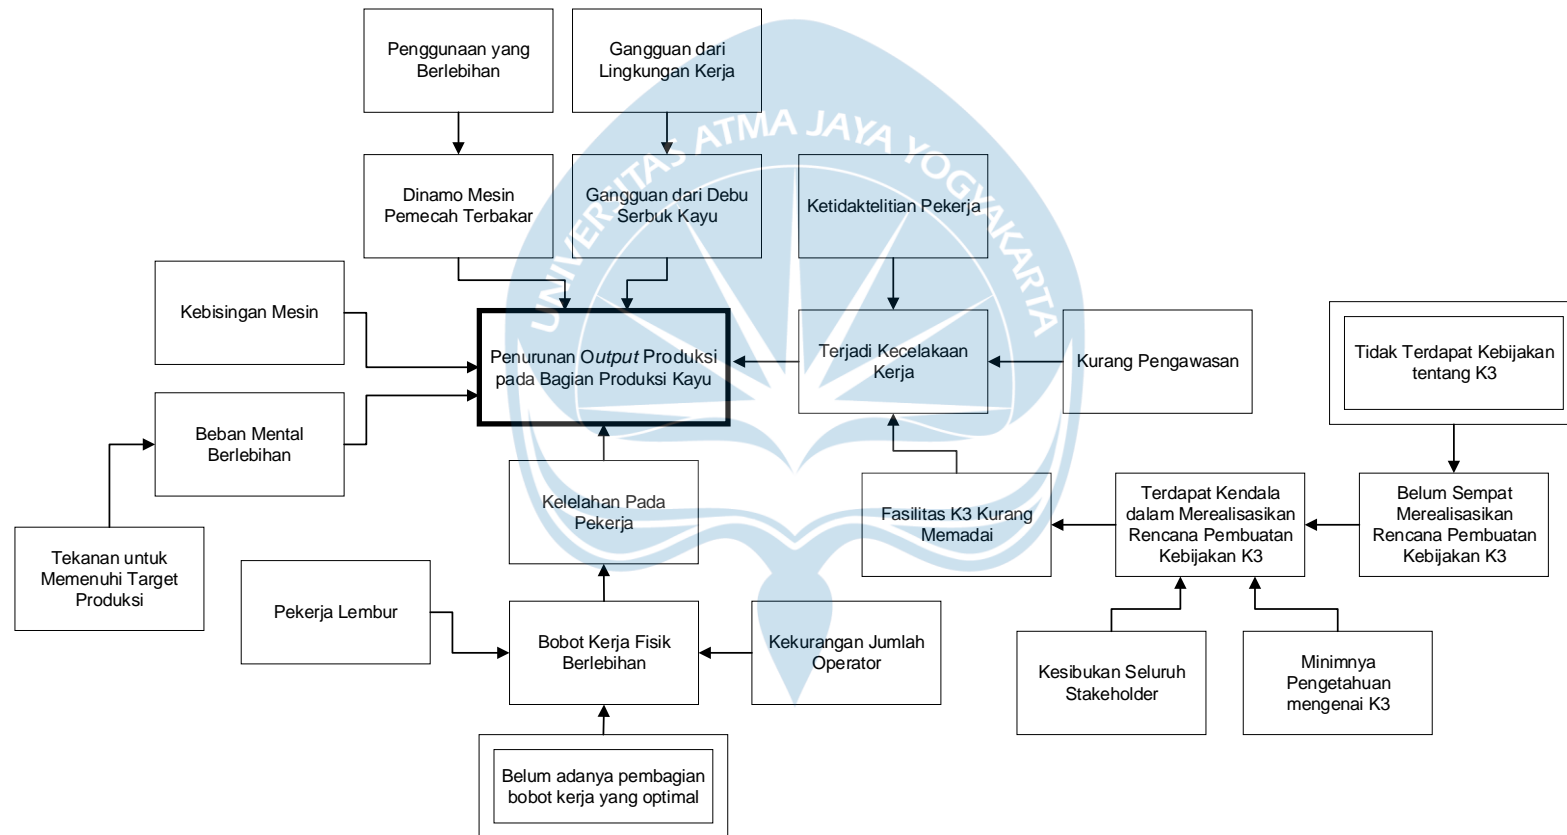 Penggunaan yang
Berlebihan
Gangguan dari
Lingkungan Kerja
UNIVERSITAS ATMA JAYA YOGYAKARTA
Dinamo Mesin
Pemecah Terbakar
Gangguan dari Debu
Serbuk Kayu
Ketidaktelitian Pekerja
Kebisingan Mesin
Penurunan Output Produksi
pada Bagian Produksi Kayu
Terjadi Kecelakaan
Kerja
Kurang Pengawasan
Tidak Terdapat Kebijakan
tentang K3
Beban Mental
Berlebihan
Kelelahan Pada
Pekerja
Fasilitas K3 Kurang
Memadai
Terdapat Kendala
dalam Merealisasikan
Rencana Pembuatan
Kebijakan K3
Belum Sempat
Merealisasikan
Rencana Pembuatan
Kebijakan K3
Tekanan untuk
Memenuhi Target
Produksi
Pekerja Lembur
Bobot Kerja Fisik
Berlebihan
Kekurangan Jumlah
Operator
Kesibukan Seluruh
Stakeholder
Minimnya
Pengetahuan
mengenai K3
Belum adanya pembagian
bobot kerja yang optimal